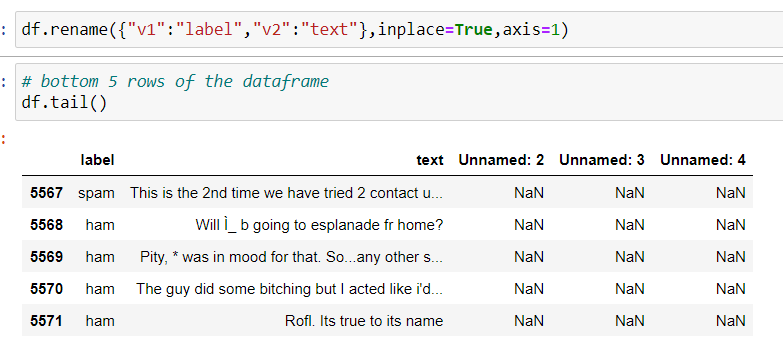 : df.rename({"v1":"label","v2":"text"},inplace=True,axis=1)
: # bottom 5 rows of the dataframe
df.tail()
:
label text Unnamed: 2 Unnamed: 3 Unnamed: 4
5567 spam This is the 2nd time we have tried 2 contact u... NaN NaN NaN
5568 ham Will Ì_ b going to esplanade fr home? NaN NaN NaN
5569 ham Pity, * was in mood for that. So...any other s... NaN NaN NaN
5570 ham The guy did some bitching but I acted like i'd... NaN NaN NaN
5571 ham Rofl. Its true to its name NaN NaN NaN